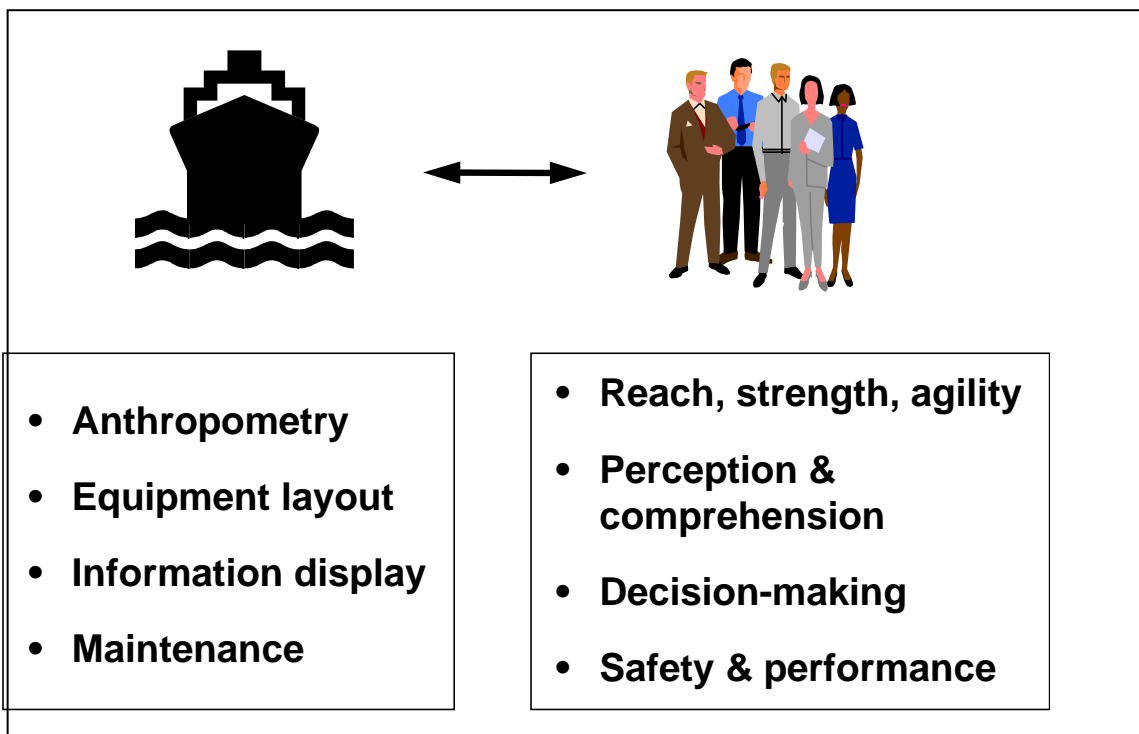 • Anthropometry
• Equipment layout
• Information display
• Maintenance
• Reach, strength, agility
• Perception &
comprehension
• Decision-making
• Safety & performance